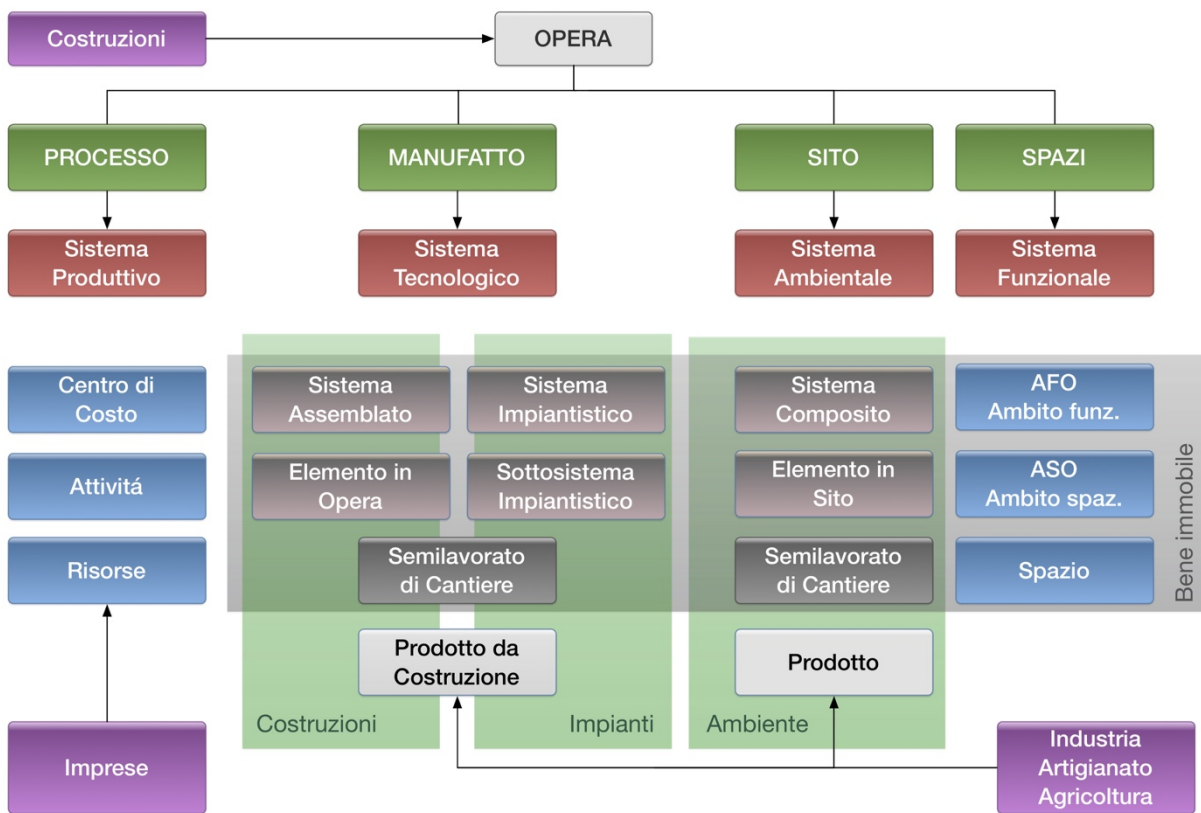 Costruzioni
OPERA
PROCESSO
MANUFATTO
SITO
SPAZI
Sistema
Produttivo
Sistema
Tecnologico
Sistema
Ambientale
Sistema
Funzionale
Centro di
Costo
Sistema
Assemblato
Sistema
Impiantistico
Sistema
Composito
AFO
Ambito funz.
Attivitá
Elemento in
Opera
Sottosistema
Impiantistico
Elemento in
Sito
ASO
Ambito spaz.
Risorse
Semilavorato
di Cantiere
Semilavorato
di Cantiere
Spazio
Bene immobile
Prodotto da
Costruzione
Prodotto
Costruzioni
Impianti
Ambiente
Imprese
Industria
Artigianato
Agricoltura